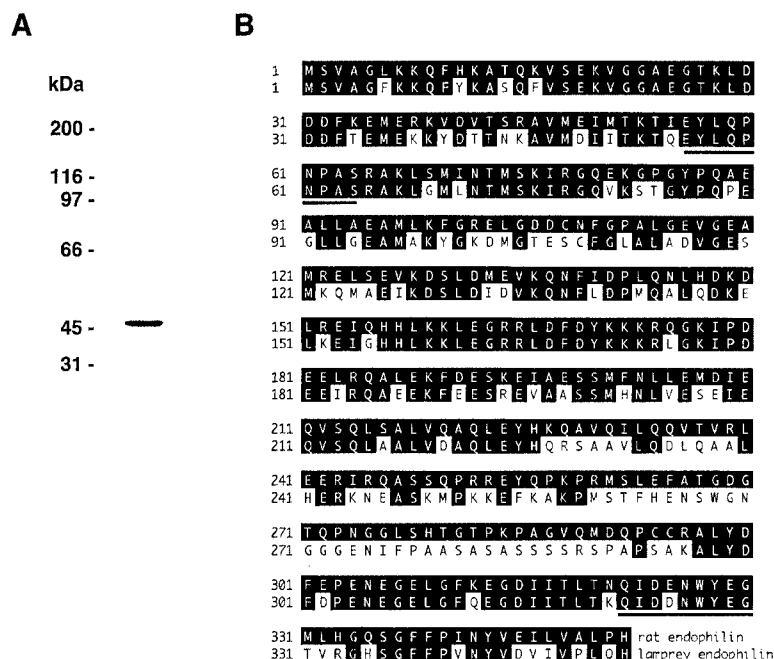 A
B
kDa
200 -
116 -
97 -
66 -
45 -
31 -
1 MSVAGLKKQFHKATQKVSEKVGGAEGTKLD
1 MSVAGFKKQFYKASQFVSEKVGGAEGTKLD
31 DDFKEMERKVDVTSRAVMEIMTKTIEYLQP
31 DDFTEMEKKYDTTNKAVMDIITKTQEYLQP
61 NPASRAKLSMINTMSKIRGQEKGPGYPQAE
61 NPASRAKLGMLNTMSKIRGQVKSTGYPQPE
91 ALLAEAMLKFGRELGDDCNFGPALGEVGEA
91 GLLGEAMAKYGKDMGTESCFGLALADVGES
121 MRELSEVKDSLDMEVKQNFIDPLQNLHDKD
121 MKQMAEIKDSLDIDVKQNFLDPMQALQDKE
151 LREIQHHLKKLEGRRLDFDYKKKRQGKIPD
151 LKEIGHHLKKLEGRRLDFDYKKKRLGKIPD
181 EELRQALEKFDESKEIAESSMFNLLEMDIE
181 EEIRQAEEKFEESREVAASSMHNLVESEIE
211 QVSQLSALVQAQLEYHKQAVQILQQVTVRL
211 QVSQLAALVDAQLEYHQRSAAVLQDLQAAL
241 EERIRQASSQPRREYQPKPRMSLEFATGDG
241 HERKNEASKMPKKEFKAKPMSTFHENSWGN
271 TQPNGGLSHTGTPKPAGVQMDQPCCRALYD
271 GGGENIFPAASASASSSSRSPAPSAKALYD
301 FEPENEGELGFKEGDIITLTNQIDENWYEG
301 FDPENEGELGFQEGDIITLTKQIDDNWYEG
331 MLHGQSGFFPINYVEILVALPH rat endophilin
331 TVRGHSGFFPVNYVDVIVPLQH lamprey endophilin